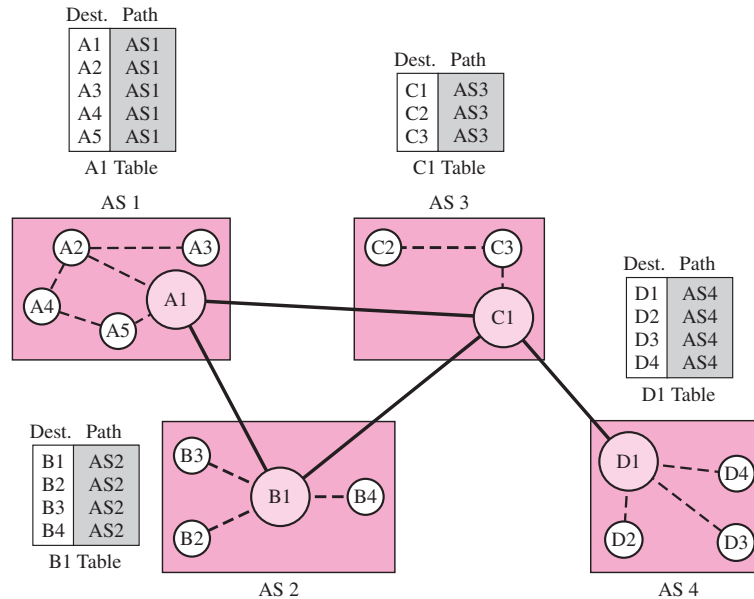 Dest. Path
A1 AS1
A2 AS1
A3 AS1
A4 AS1
A5 AS1
A1 Table
Dest. Path
C1 AS3
C2 AS3
C3 AS3
C1 Table
AS 1
A2
A3
A1
A4
A5
AS 3
C2
C3
C1
Dest. Path
D1 AS4
D2 AS4
D3 AS4
D4 AS4
D1 Table
Dest. Path
B1 AS2
B2 AS2
B3 AS2
B4 AS2
B1 Table
B3
B1
B4
B2
AS 2
D1
D4
D2
D3
AS 4